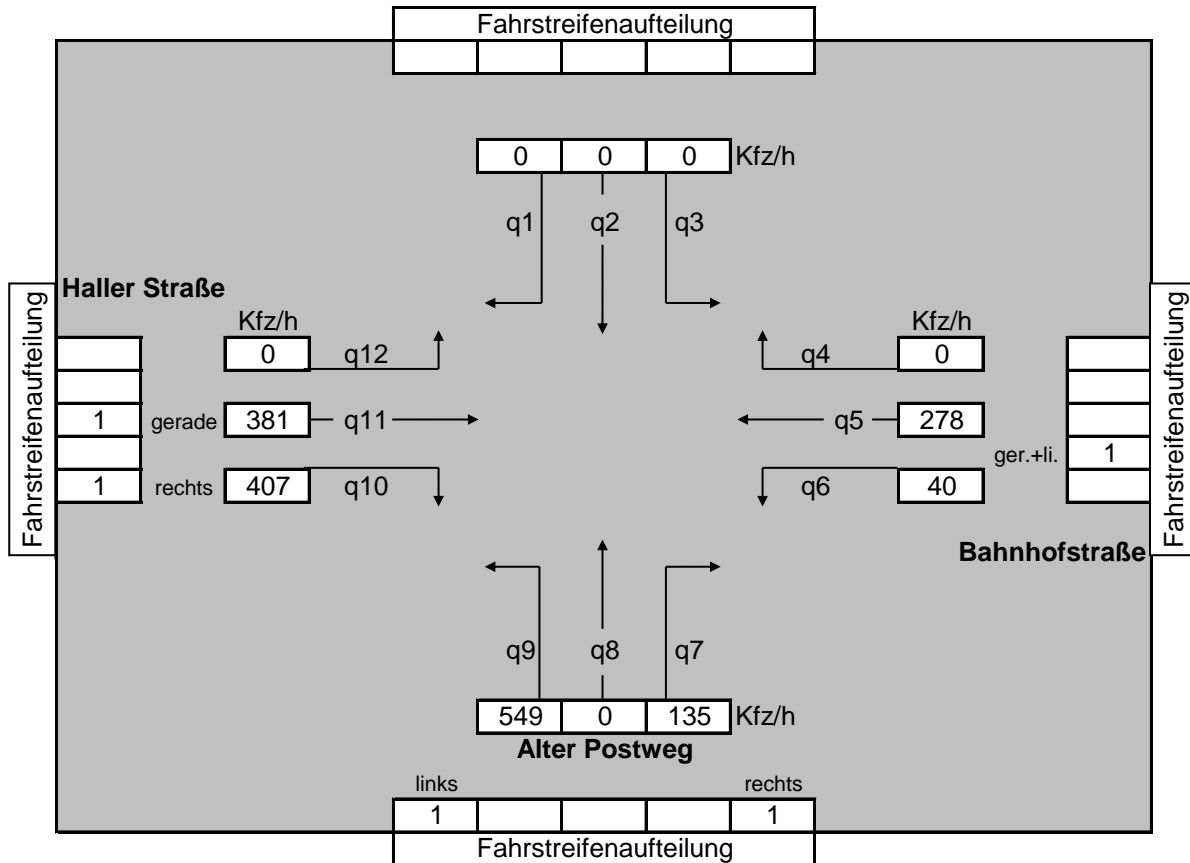 Fahrstreifenaufteilung
0 0 0 Kfz/h
q1 q2 q3
Haller Straße
Fahrstreifenaufteilung
Kfz/h
0 q12
1 gerade 381 q11
1 rechts 407 q10
Kfz/h
q4 0
q5 278
ger.+li. 1
q6 40
Fahrstreifenaufteilung
Bahnhofstraße
q9 q8 q7
549 0 135 Kfz/h
Alter Postweg
links rechts
1 1
Fahrstreifenaufteilung